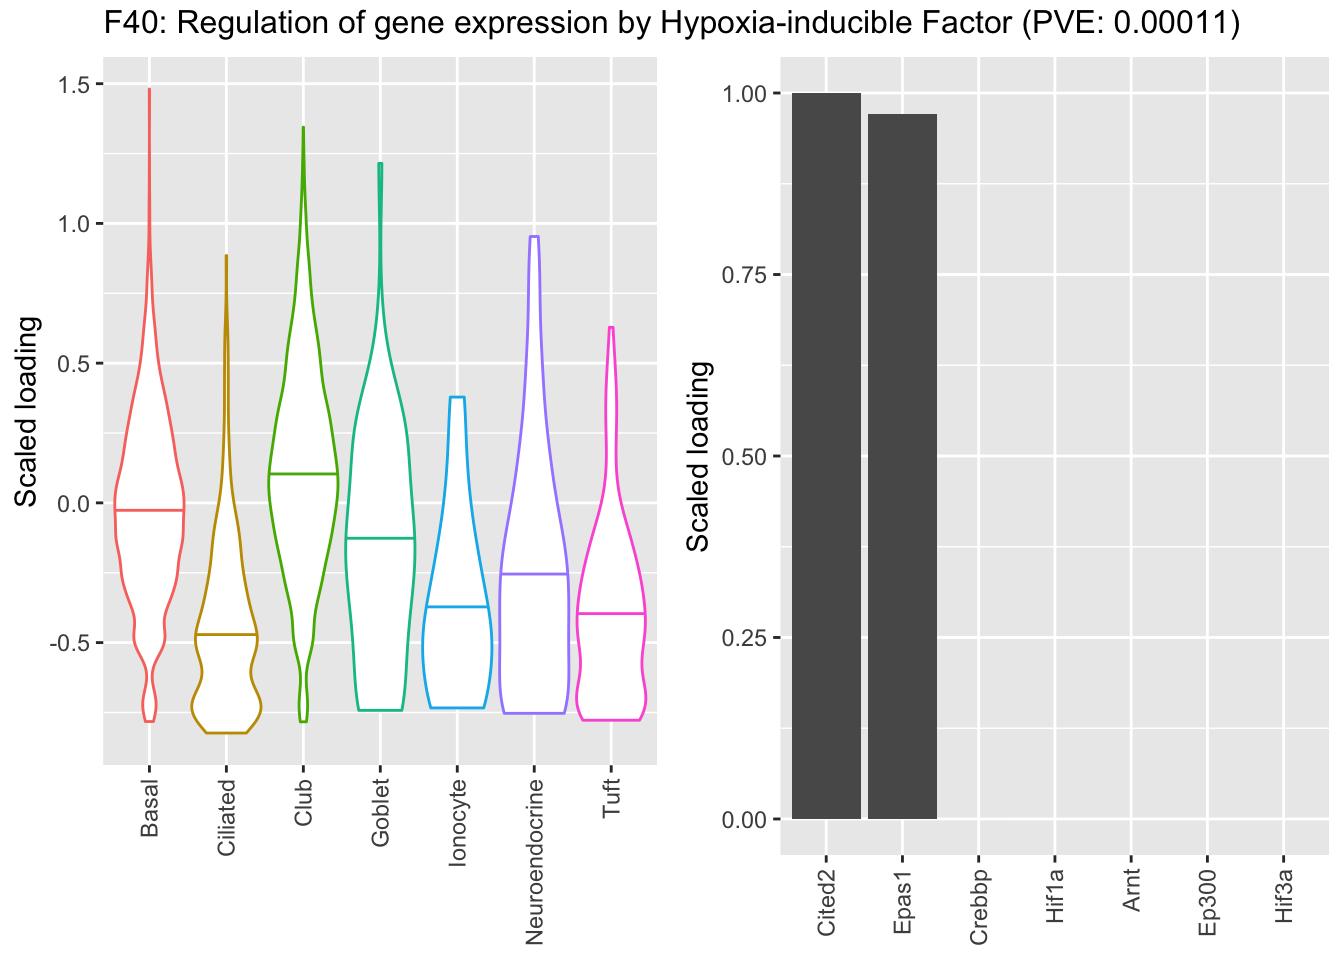 F40: Regulation of gene expression by Hypoxia-inducible Factor (PVE: 0.00011)
Scaled loading
1.5
1.0
0.5
0.0
-0.5
Basal
Ciliated
Club
Goblet
Ionocyte
Neuroendocrine
Tuft
Scaled loading
1.00
0.75
0.50
0.25
0.00
Cited2
Epas1
Crebbp
Hif1a
Arnt
Ep300
Hif3a